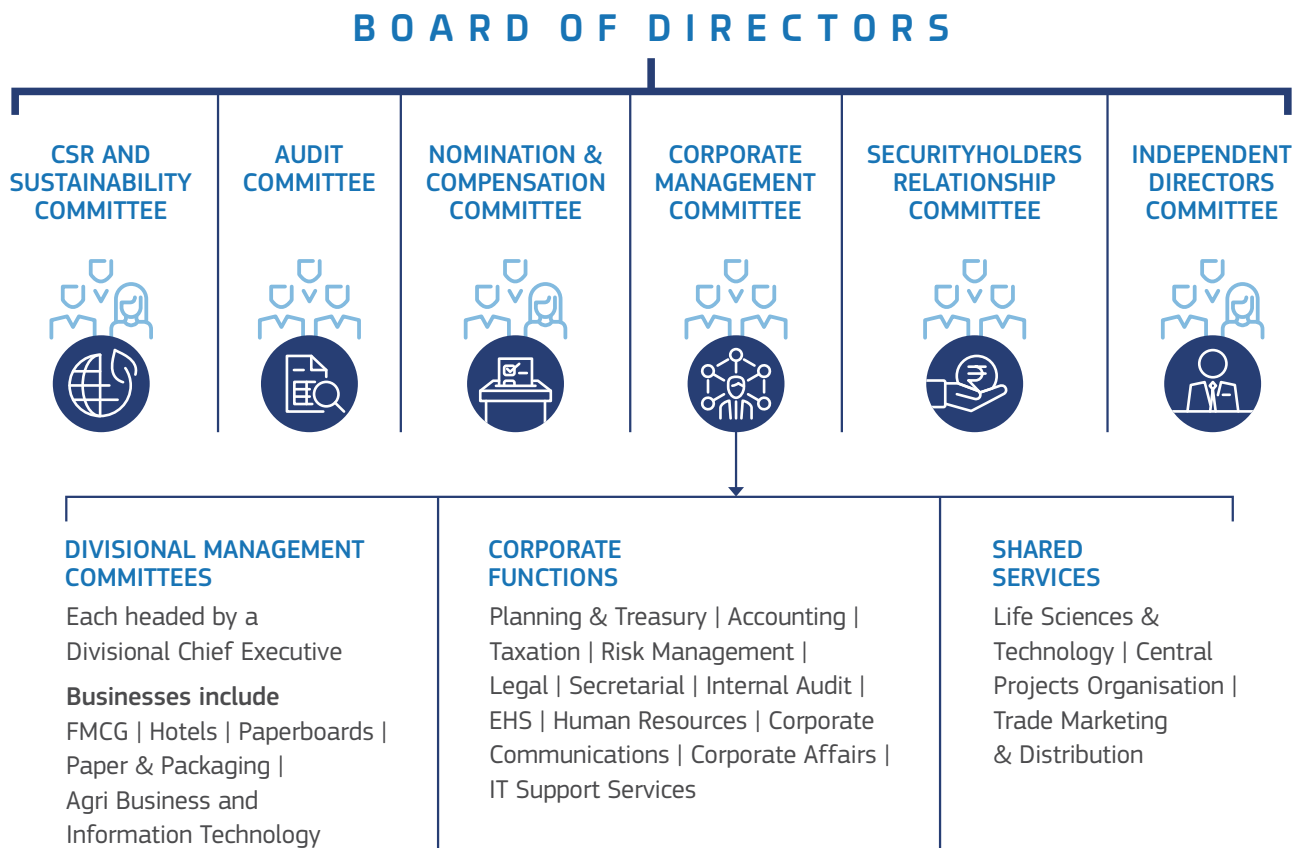 BOARD OF DIRECTORS
CSR AND
SUSTAINABILITY
COMMITTEE
AUDIT
COMMITTEE
NOMINATION &
COMPENSATION
COMMITTEE
CORPORATE
MANAGEMENT
COMMITTEE
SECURITYHOLDERS
RELATIONSHIP
COMMITTEE
INDEPENDENT
DIRECTORS
COMMITTEE
₹
DIVISIONAL MANAGEMENT
COMMITTEES
Each headed by a
Divisional Chief Executive
Businesses include
FMCG | Hotels | Paperboards |
Paper & Packaging |
Agri Business and
Information Technology
CORPORATE
FUNCTIONS
Planning & Treasury | Accounting |
Taxation | Risk Management |
Legal | Secretarial | Internal Audit |
EHS | Human Resources | Corporate
Communications | Corporate Affairs |
IT Support Services
SHARED
SERVICES
Life Sciences &
Technology | Central
Projects Organisation |
Trade Marketing
& Distribution